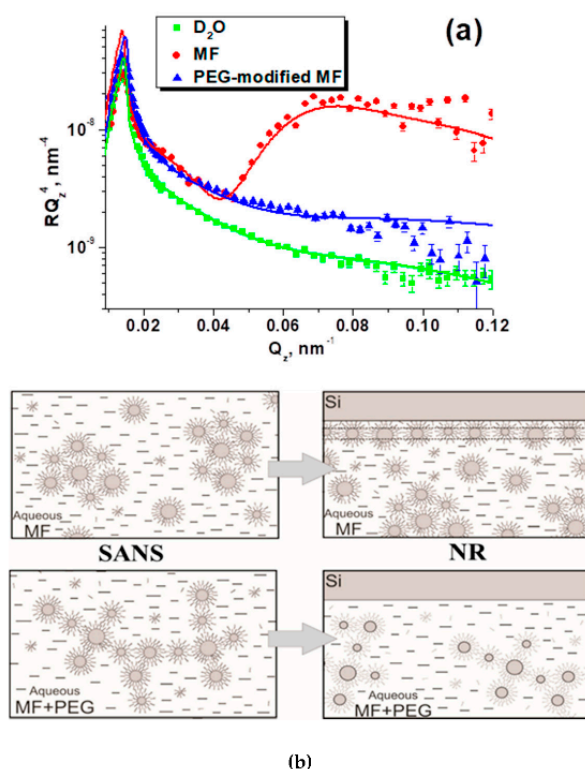 (a)
D₂O
MF
PEG-modified MF
RQ_z⁴, nm⁻⁴
10⁻⁸
10⁻⁹
0.02 0.04 0.06 0.08 0.10 0.12
Q_z, nm⁻¹
Si
Aqueous
MF
Aqueous
MF
SANS
NR
Si
Aqueous
MF+PEG
Aqueous
MF+PEG
(b)